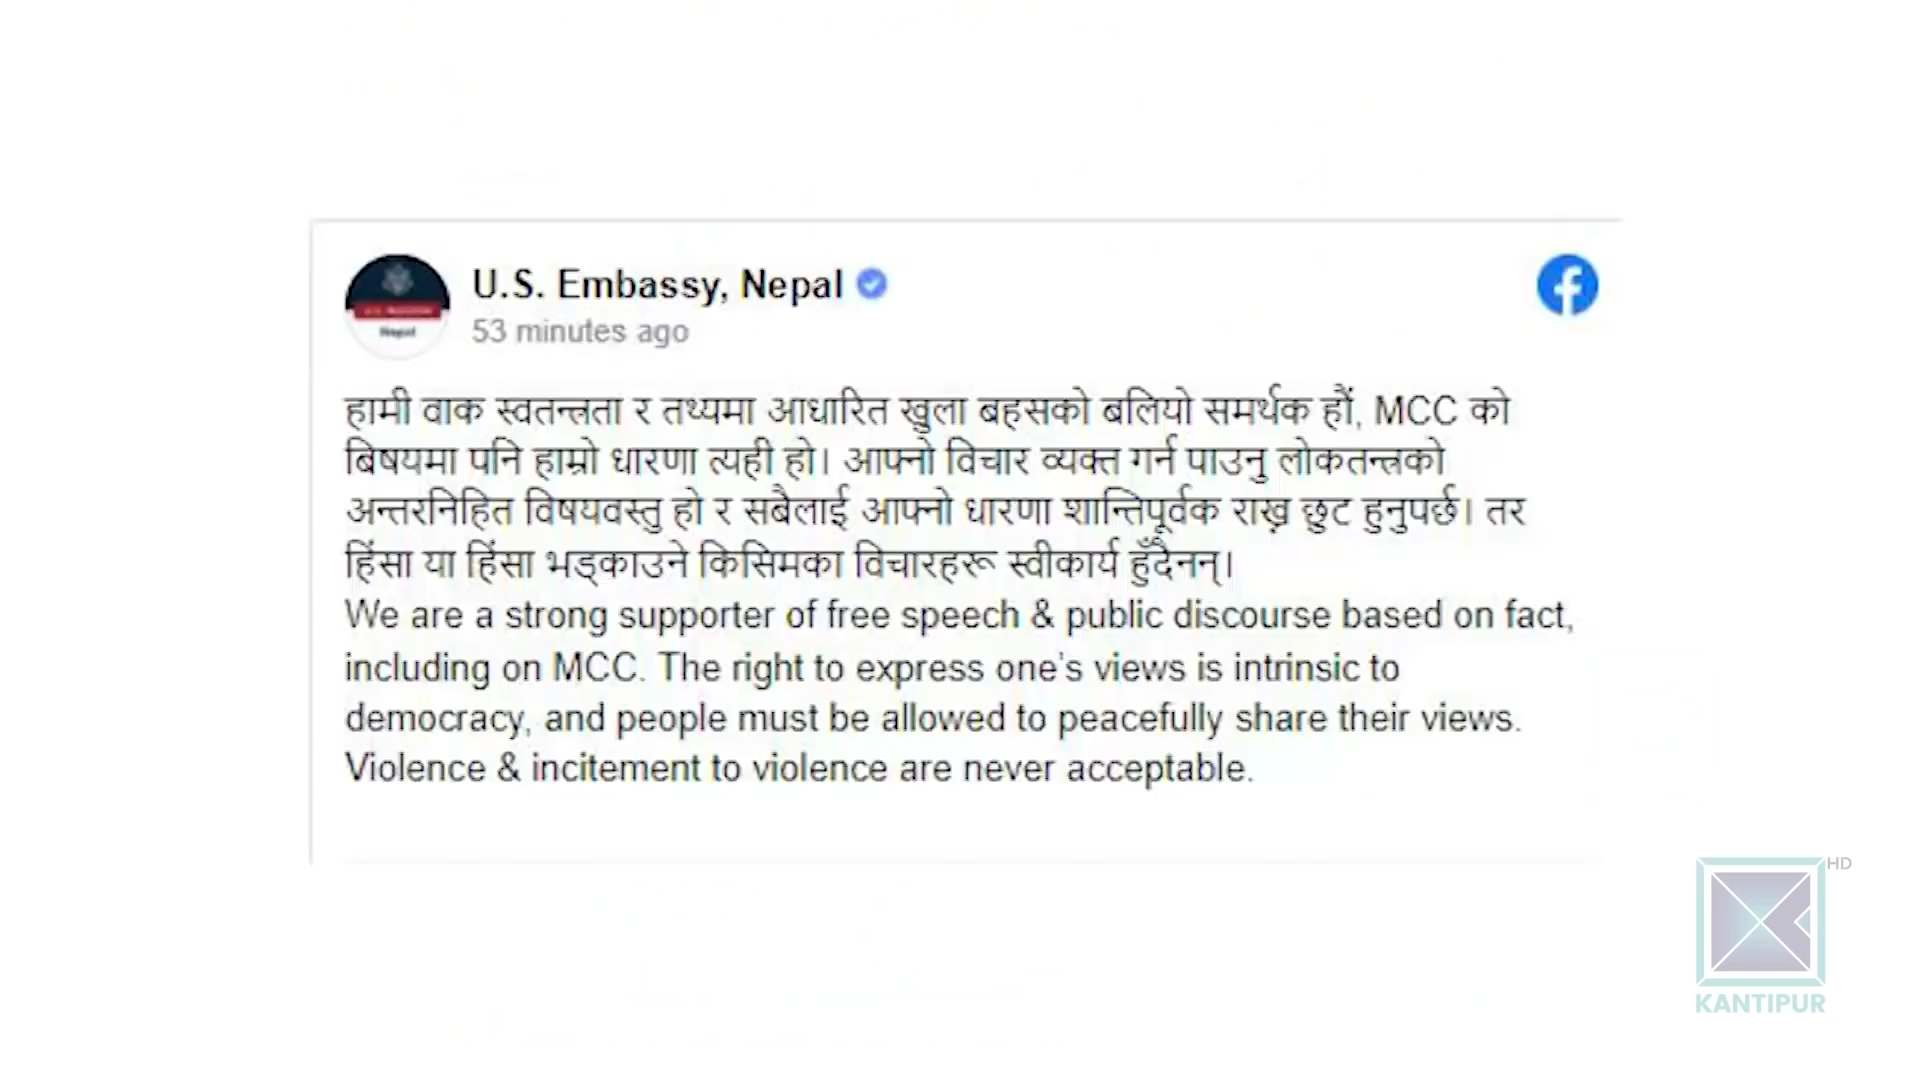 U.S. Embassy, Nepal
53 minutes ago
हामी वाक स्वतन्त्रता र तथ्यमा आधारित खुला बहसको बलियो समर्थक हौं, MCC को
बिषयमा पनि हाम्रो धारणा त्यही हो। आफ्नो विचार व्यक्त गर्न पाउनु लोकतन्त्रको
अन्तरनिहित विषयवस्तु हो र सबैलाई आफ्नो धारणा शान्तिपूर्वक राख्न छुट हुनुपर्छ। तर
हिंसा या हिंसा भड्काउने किसिमका विचारहरू स्वीकार्य हुँदैनन्।
We are a strong supporter of free speech & public discourse based on fact,
including on MCC. The right to express one's views is intrinsic to
democracy, and people must be allowed to peacefully share their views.
Violence & incitement to violence are never acceptable.
Nepal
HD
KANTIPUR